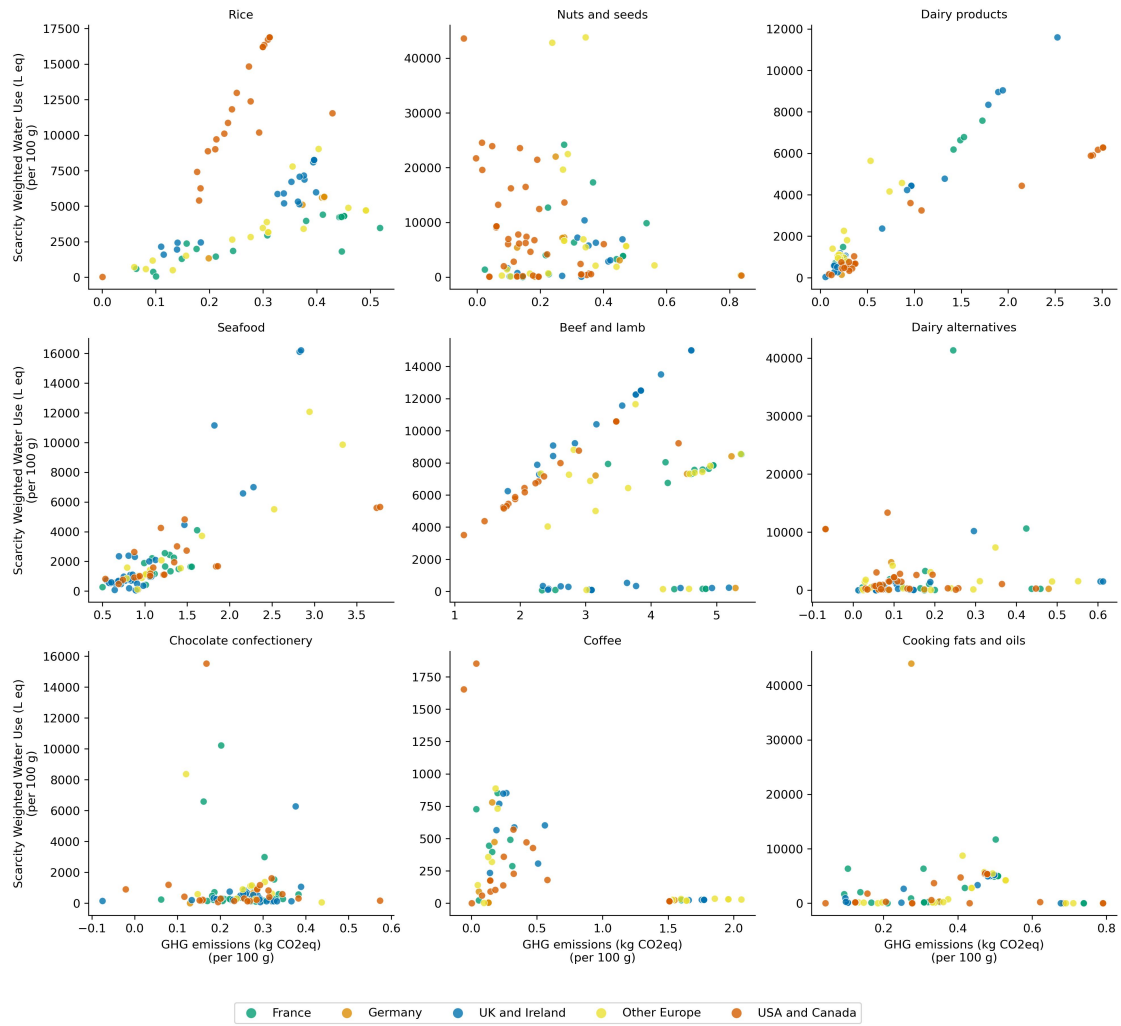 Rice
Nuts and seeds
Dairy products
Scarcity Weighted Water Use (L eq)
(per 100 g)
17500
15000
12500
10000
7500
5000
2500
0
0.0 0.1 0.2 0.3 0.4 0.5
40000
30000
20000
10000
0
0.0 0.2 0.4 0.6 0.8
12000
10000
8000
6000
4000
2000
0
0.0 0.5 1.0 1.5 2.0 2.5 3.0
Seafood
Beef and lamb
Dairy alternatives
Scarcity Weighted Water Use (L eq)
(per 100 g)
16000
14000
12000
10000
8000
6000
4000
2000
0
0.5 1.0 1.5 2.0 2.5 3.0 3.5
14000
12000
10000
8000
6000
4000
2000
0
1 2 3 4 5
40000
30000
20000
10000
0
−0.1 0.0 0.1 0.2 0.3 0.4 0.5 0.6
Chocolate confectionery
Coffee
Cooking fats and oils
Scarcity Weighted Water Use (L eq)
(per 100 g)
16000
14000
12000
10000
8000
6000
4000
2000
0
−0.1 0.0 0.1 0.2 0.3 0.4 0.5 0.6
GHG emissions (kg CO2eq)
(per 100 g)
1750
1500
1250
1000
750
500
250
0
0.0 0.5 1.0 1.5 2.0
GHG emissions (kg CO2eq)
(per 100 g)
40000
30000
20000
10000
0
0.2 0.4 0.6 0.8
GHG emissions (kg CO2eq)
(per 100 g)
France Germany UK and Ireland Other Europe USA and Canada